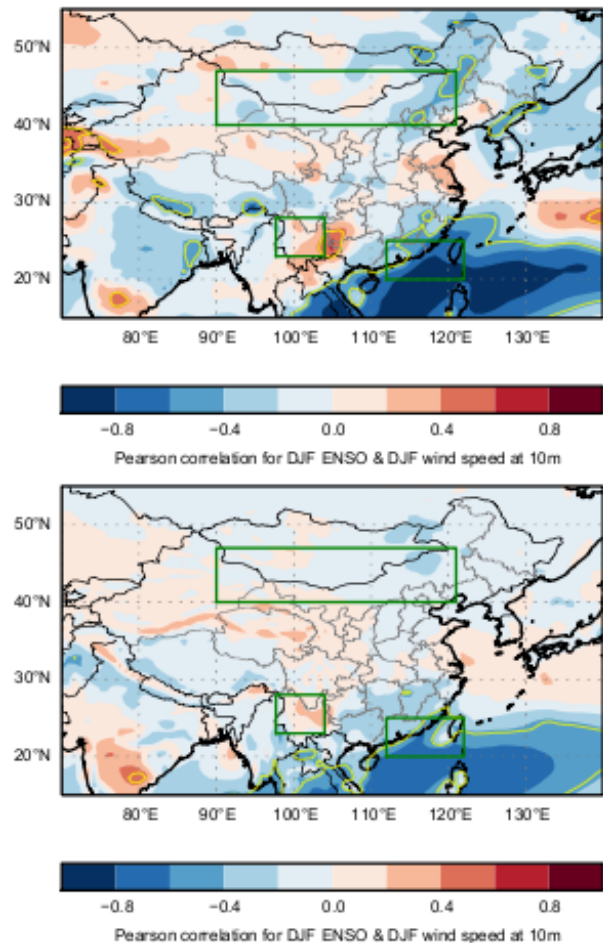 50°N
40°N
30°N
20°N
80°E 90°E 100°E 110°E 120°E 130°E
−0.8 −0.4 0.0 0.4 0.8
Pearson correlation for DJF ENSO & DJF wind speed at 10m
50°N
40°N
30°N
20°N
80°E 90°E 100°E 110°E 120°E 130°E
−0.8 −0.4 0.0 0.4 0.8
Pearson correlation for DJF ENSO & DJF wind speed at 10m